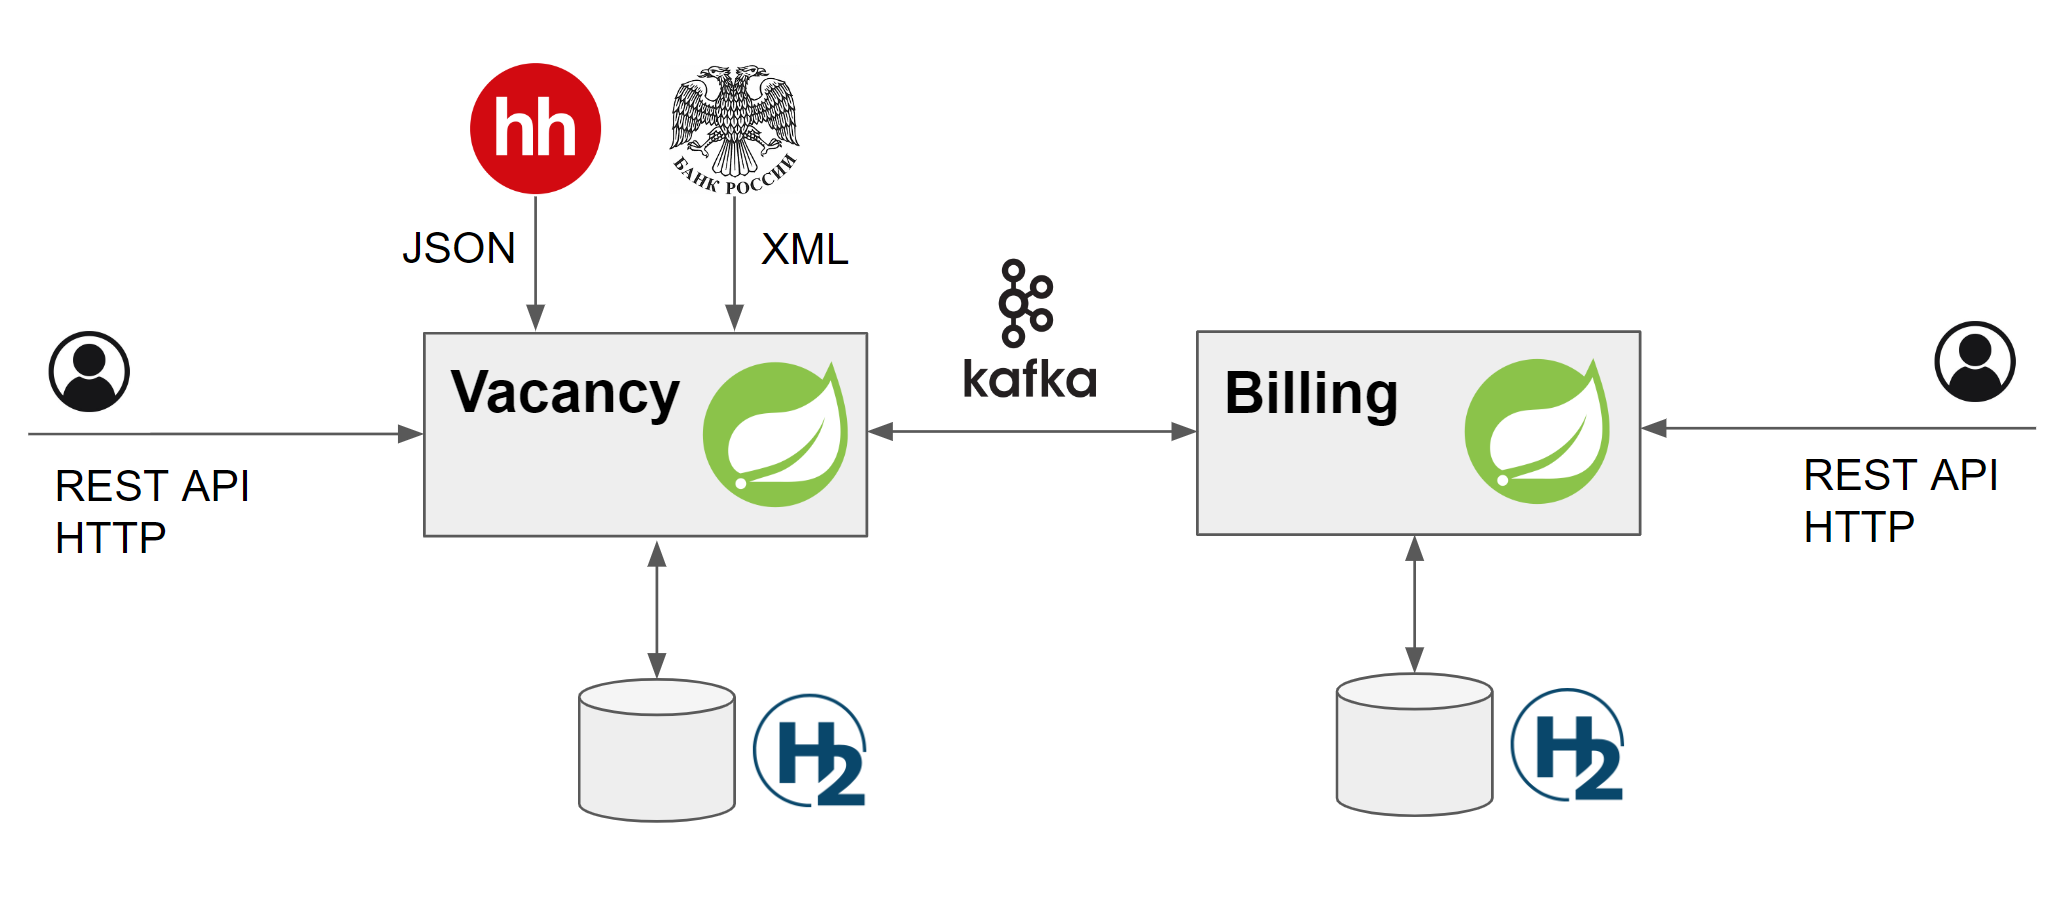 hh
БАНК РОССИИ
JSON
XML
kafka
Vacancy
Billing
REST API
HTTP
REST API
HTTP
H2
H2